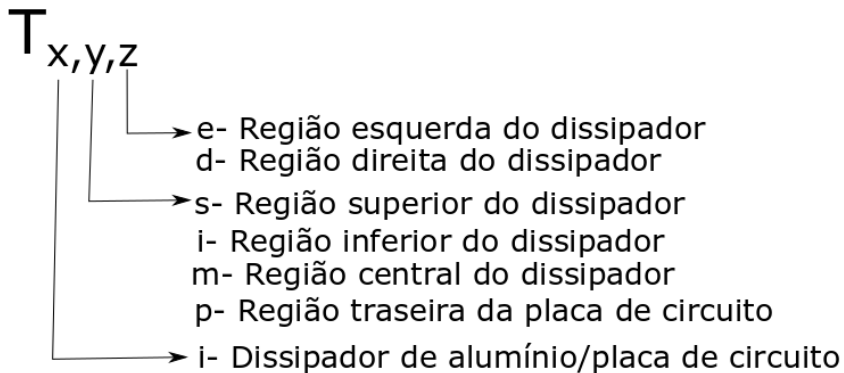 Tx,y,z
e- Região esquerda do dissipador
d- Região direita do dissipador
s- Região superior do dissipador
i- Região inferior do dissipador
m- Região central do dissipador
p- Região traseira da placa de circuito
i- Dissipador de alumínio/placa de circuito